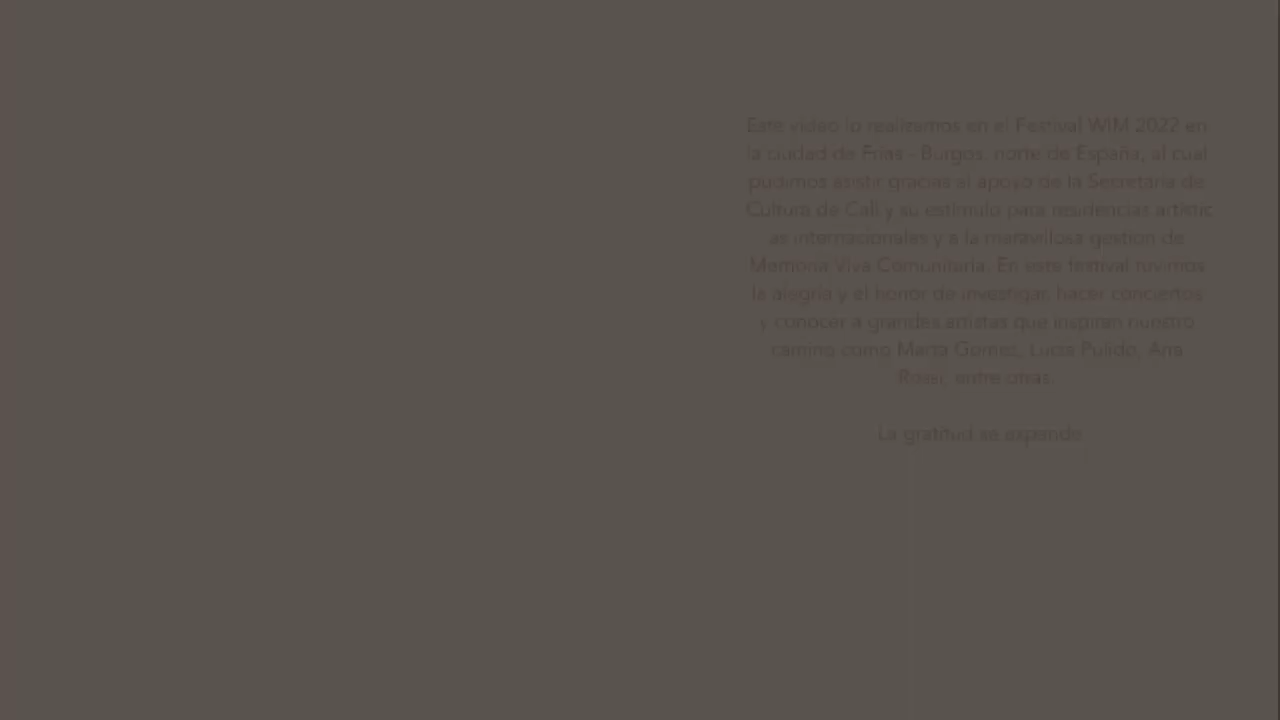 Este video lo realizamos en el Festival WIM 2022 en
la ciudad de Frías - Burgos, norte de España, al cual
pudimos asistir gracias al apoyo de la Secretaría de
Cultura de Cali y su estímulo para residencias artístic
as internacionales y a la maravillosa gestión de
Memoria Viva Comunitaria. En este festival tuvimos
la alegría y el honor de investigar, hacer conciertos
y conocer a grandes artistas que inspiran nuestro
camino como Marta Gómez, Lucía Pulido, Ana
Rossi, entre otras.
La gratitud se expande